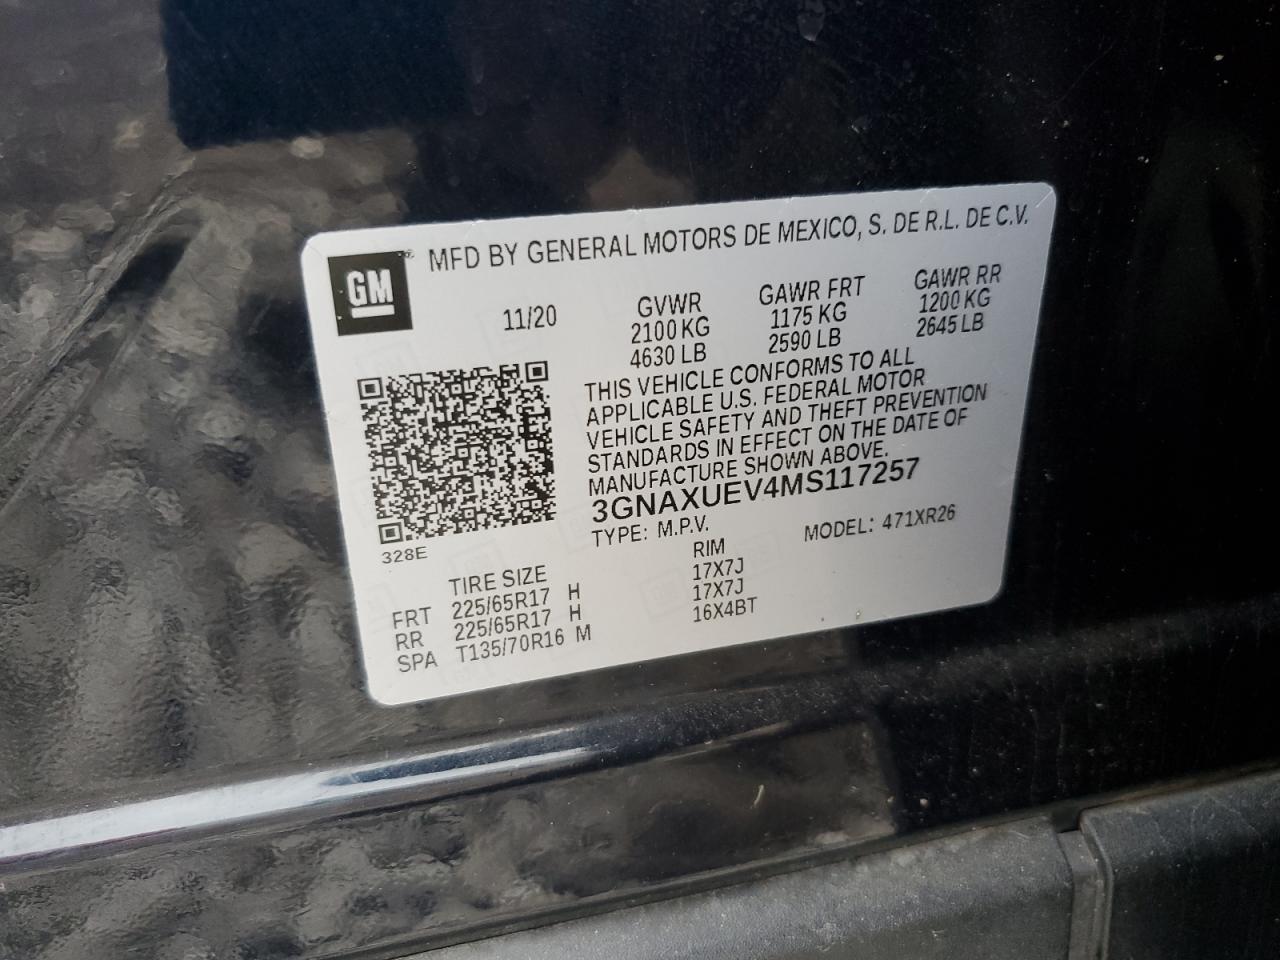 MFD BY GENERAL MOTORS DE MEXICO, S. DE R.L. DE C.V.
GM
11/20
GVWR
2100 KG
4630 LB
GAWR FRT
1175 KG
2590 LB
GAWR RR
1200 KG
2645 LB
THIS VEHICLE CONFORMS TO ALL
APPLICABLE U.S. FEDERAL MOTOR
VEHICLE SAFETY AND THEFT PREVENTION
STANDARDS IN EFFECT ON THE DATE OF
MANUFACTURE SHOWN ABOVE.
3GNAXUEV4MS117257
TYPE: M.P.V. MODEL: 471XR26
328E
TIRE SIZE RIM
FRT 225/65R17 H 17X7J
RR 225/65R17 H 17X7J
SPA T135/70R16 M 16X4BT